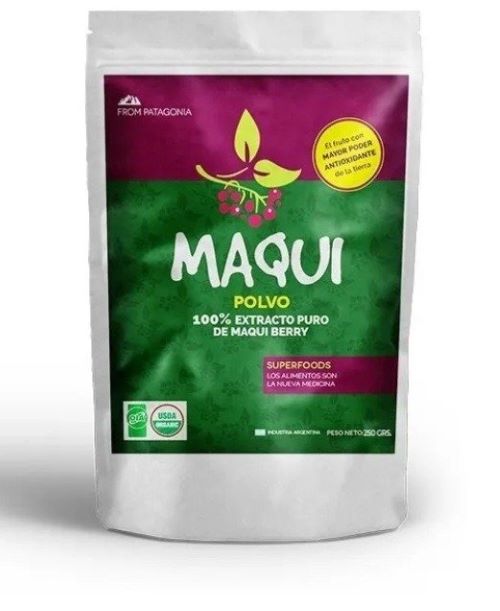 FROM PATAGONIA
El fruto con
MAYOR PODER
ANTIOXIDANTE
de la tierra
MAQUI
POLVO
100% EXTRACTO PURO
DE MAQUI BERRY
SUPERFOODS
LOS ALIMENTOS SON
LA NUEVA MEDICINA
USDA
ORGANIC
INDUSTRIA ARGENTINA
PESO NETO: 250 GRS.